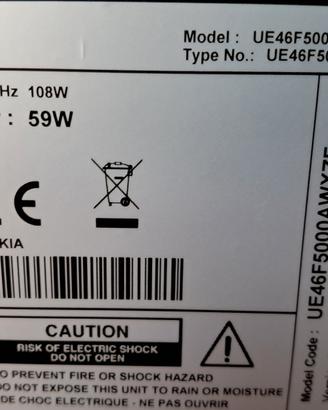 Model : UE46F500
Type No.: UE46F50
Hz 108W
: 59W
CE
KIA
CAUTION
RISK OF ELECTRIC SHOCK
DO NOT OPEN
O PREVENT FIRE OR SHOCK HAZARD
DO NOT EXPOSE THIS UNIT TO RAIN OR MOISTURE
DE CHOC ELECTRIQUE - NE PAS OUVRIR
Model Code : UE46F5000AWXZF